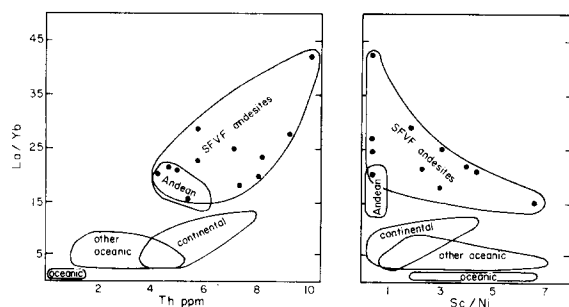 La/Yb
45
35
25
15
5
SFVF andesites
Andean
other
oceanic
continental
oceanic
2
4
6
8
10
Th ppm
SFVF andesites
Andean
continental
other oceanic
oceanic
1
3
5
7
Sc/Ni